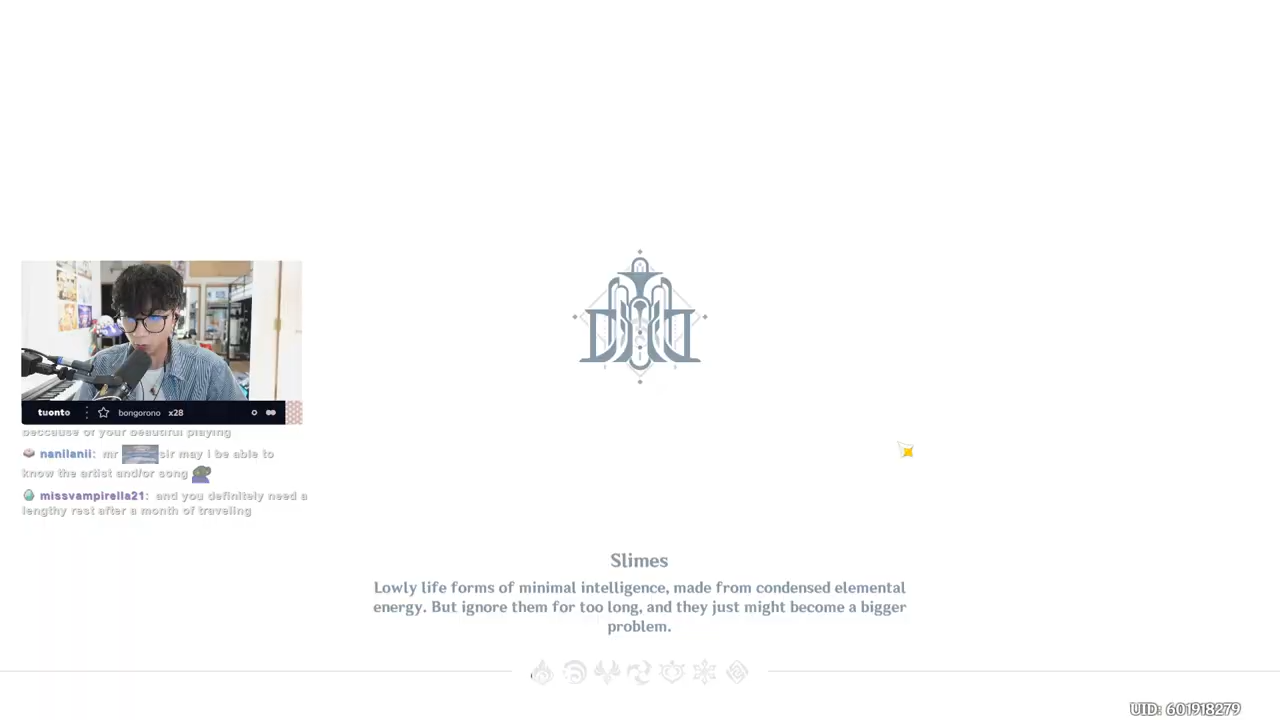 tuonto
bongorono x28
beccause of your beautiful playing
nanilanii: mr sir may i be able to
know the artist and/or song
missvampirella21: and you definitely need a
lengthy rest after a month of traveling
Slimes
Lowly life forms of minimal intelligence, made from condensed elemental
energy. But ignore them for too long, and they just might become a bigger
problem.
UID: 601918279